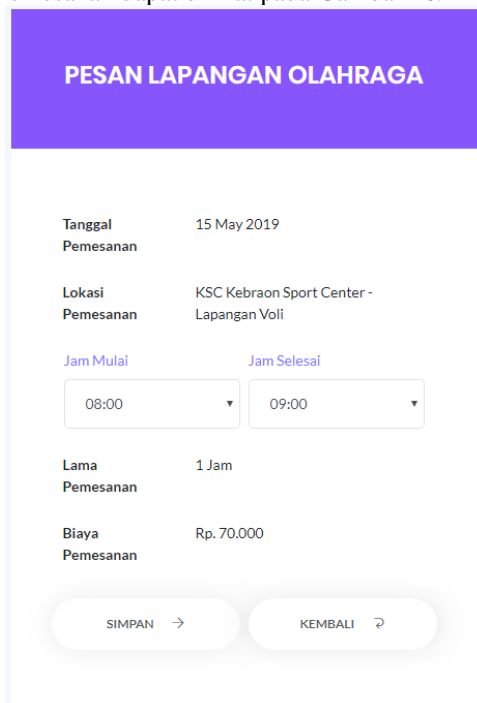 PESAN LAPANGAN OLAHRAGA
Tanggal
Pemesanan
15 May 2019
Lokasi
Pemesanan
KSC Kebraon Sport Center -
Lapangan Voli
Jam Mulai
Jam Selesai
08:00
09:00
Lama
Pemesanan
1 Jam
Biaya
Pemesanan
Rp. 70.000
SIMPAN →
KEMBALI